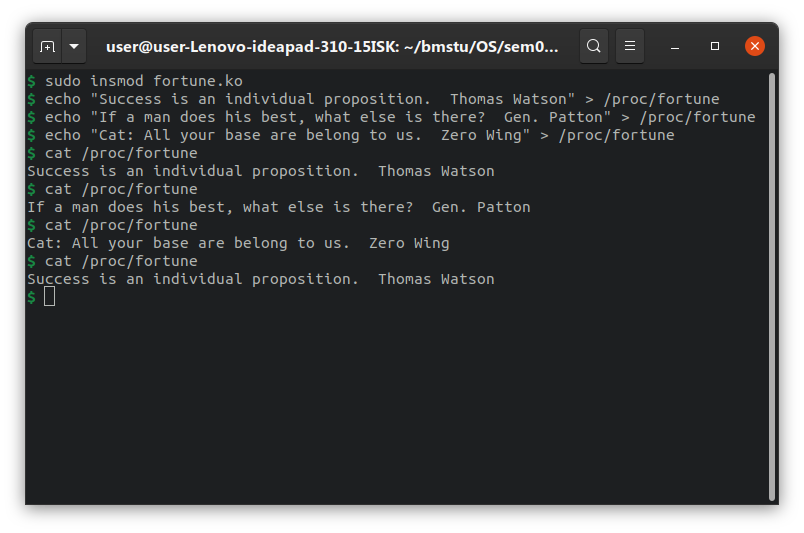 user@user-Lenovo-ideapad-310-15ISK: ~/bmstu/OS/sem0...
$ sudo insmod fortune.ko
$ echo "Success is an individual proposition.  Thomas Watson" > /proc/fortune
$ echo "If a man does his best, what else is there?  Gen. Patton" > /proc/fortune
$ echo "Cat: All your base are belong to us.  Zero Wing" > /proc/fortune
$ cat /proc/fortune
Success is an individual proposition.  Thomas Watson
$ cat /proc/fortune
If a man does his best, what else is there?  Gen. Patton
$ cat /proc/fortune
Cat: All your base are belong to us.  Zero Wing
$ cat /proc/fortune
Success is an individual proposition.  Thomas Watson
$